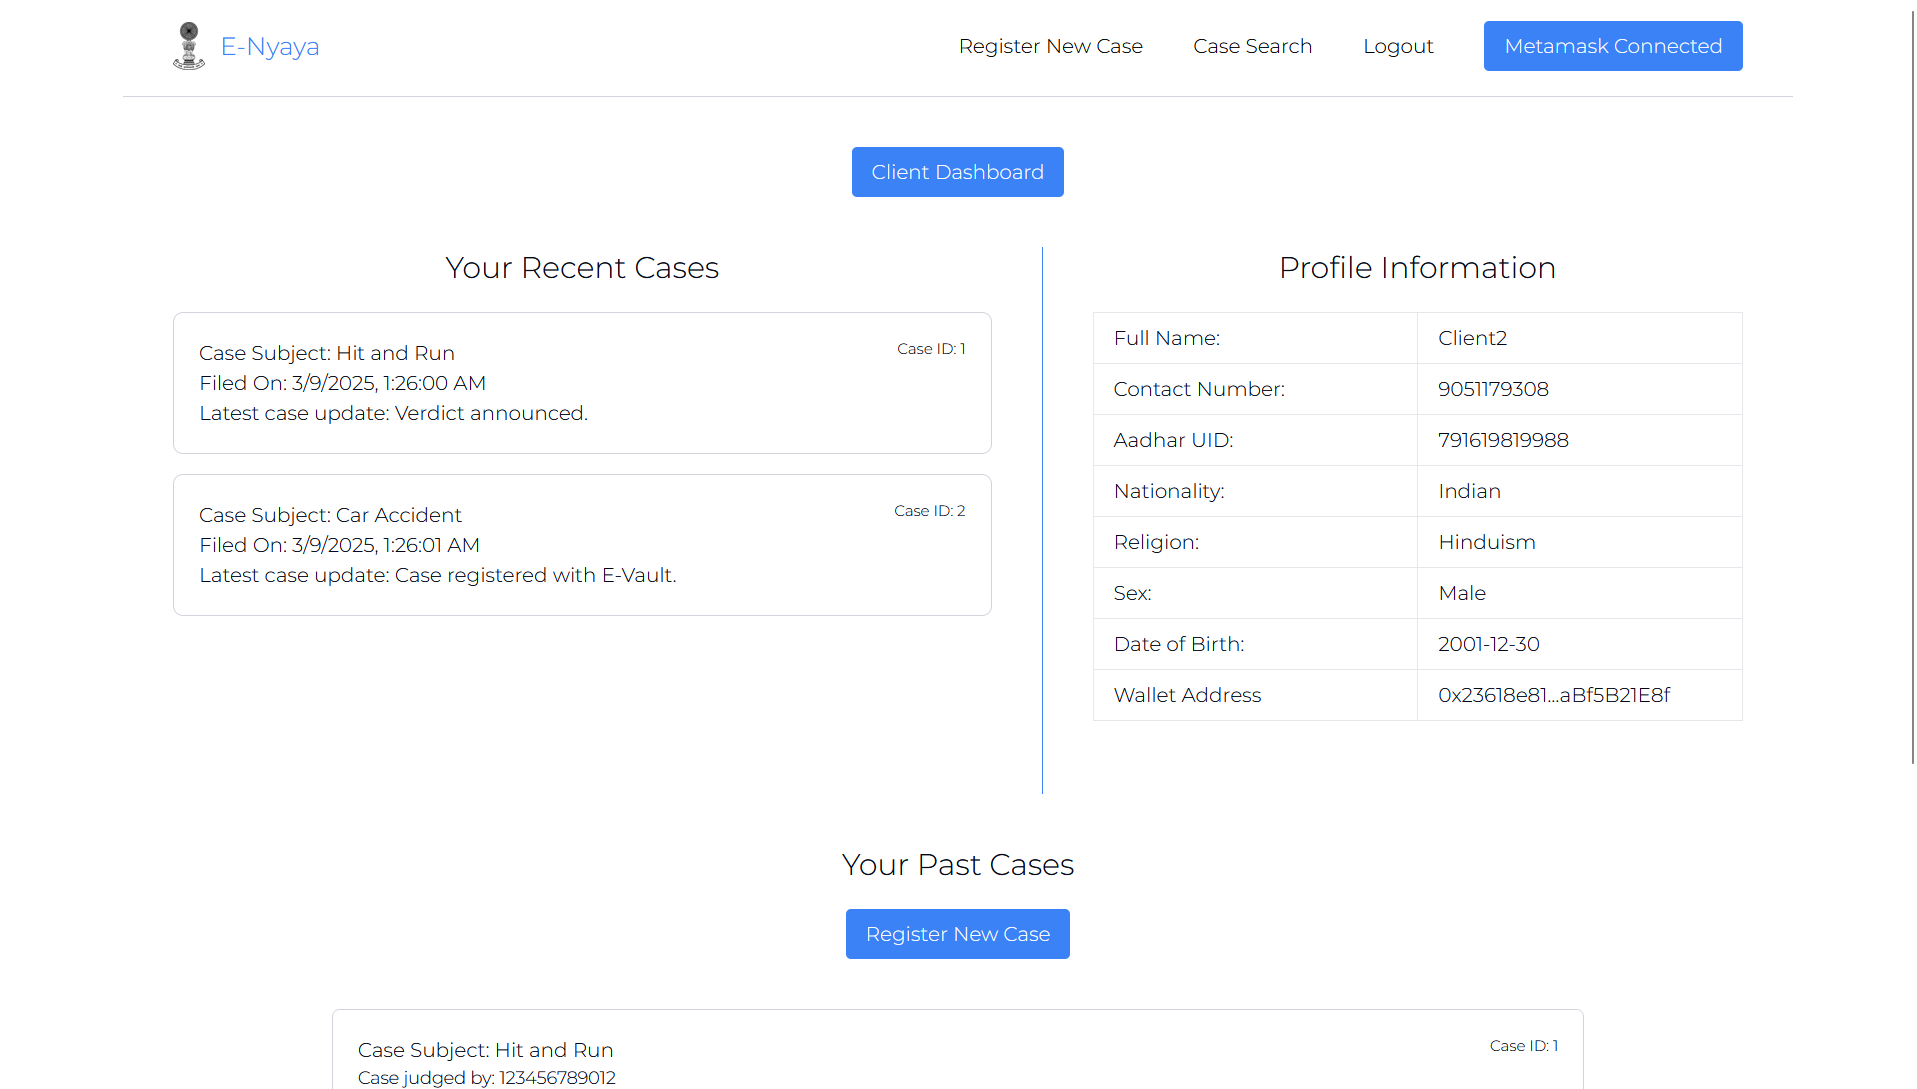 E-Nyaya
Register New Case
Case Search
Logout
Metamask Connected
Client Dashboard
Your Recent Cases
Case Subject: Hit and Run
Case ID: 1
Filed On: 3/9/2025, 1:26:00 AM
Latest case update: Verdict announced.
Case Subject: Car Accident
Case ID: 2
Filed On: 3/9/2025, 1:26:01 AM
Latest case update: Case registered with E-Vault.
Profile Information
Full Name: Client2
Contact Number: 9051179308
Aadhar UID: 791619819988
Nationality: Indian
Religion: Hinduism
Sex: Male
Date of Birth: 2001-12-30
Wallet Address 0x23618e81...aBf5B21E8f
Your Past Cases
Register New Case
Case Subject: Hit and Run
Case ID: 1
Case judged by: 123456789012